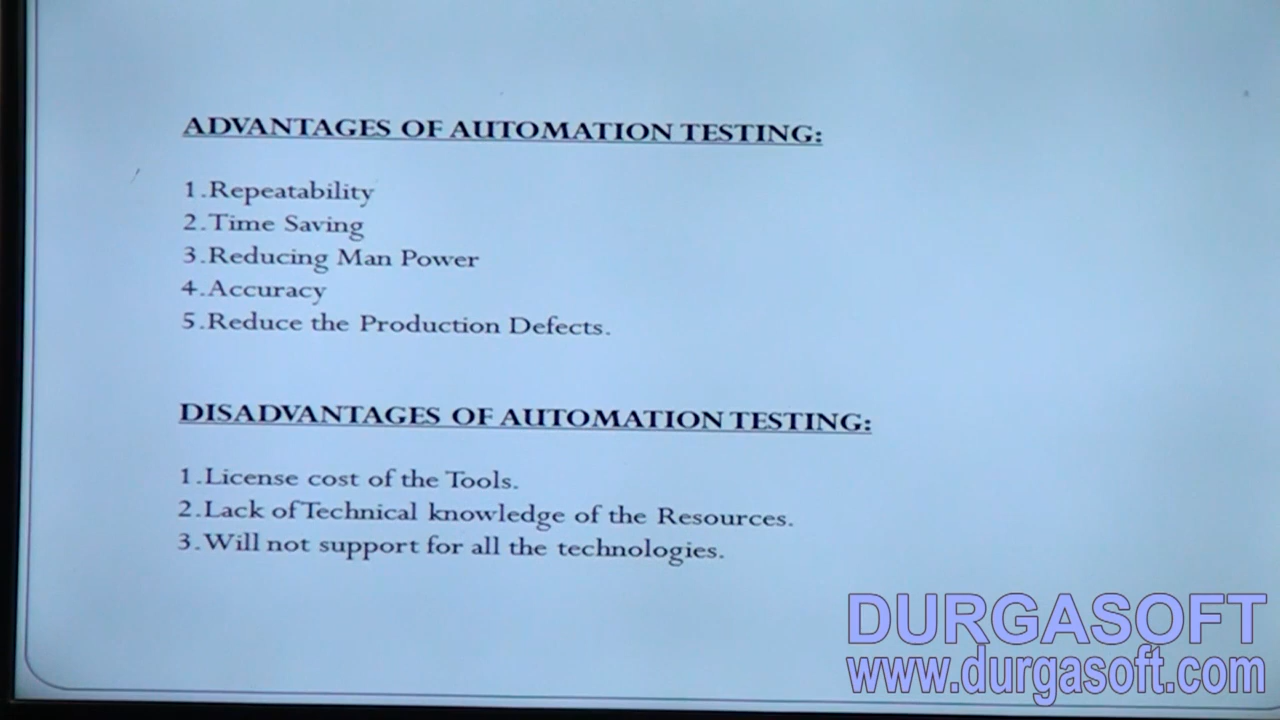 ADVANTAGES OF AUTOMATION TESTING:
1.Repeatability
2.Time Saving
3.Reducing Man Power
4.Accuracy
5.Reduce the Production Defects.
DISADVANTAGES OF AUTOMATION TESTING:
1.License cost of the Tools.
2.Lack of Technical knowledge of the Resources.
3.Will not support for all the technologies.
DURGASOFT
www.durgasoft.com